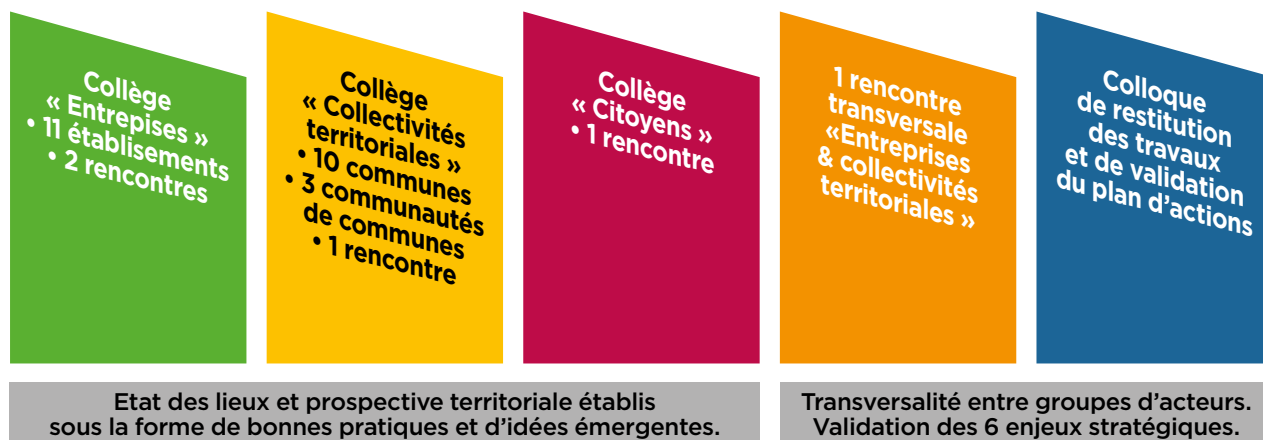 Collège
« Entrepises »
• 11 établisements
• 2 rencontres
Collège
« Collectivités
territoriales »
• 10 communes
• 3 communautés
de communes
• 1 rencontre
Collège
« Citoyens »
• 1 rencontre
1 rencontre
transversale
«Entreprises
& collectivités
territoriales »
Colloque
de restitution
des travaux
et de validation
du plan d’actions
Etat des lieux et prospective territoriale établis
sous la forme de bonnes pratiques et d’idées émergentes.
Transversalité entre groupes d’acteurs.
Validation des 6 enjeux stratégiques.